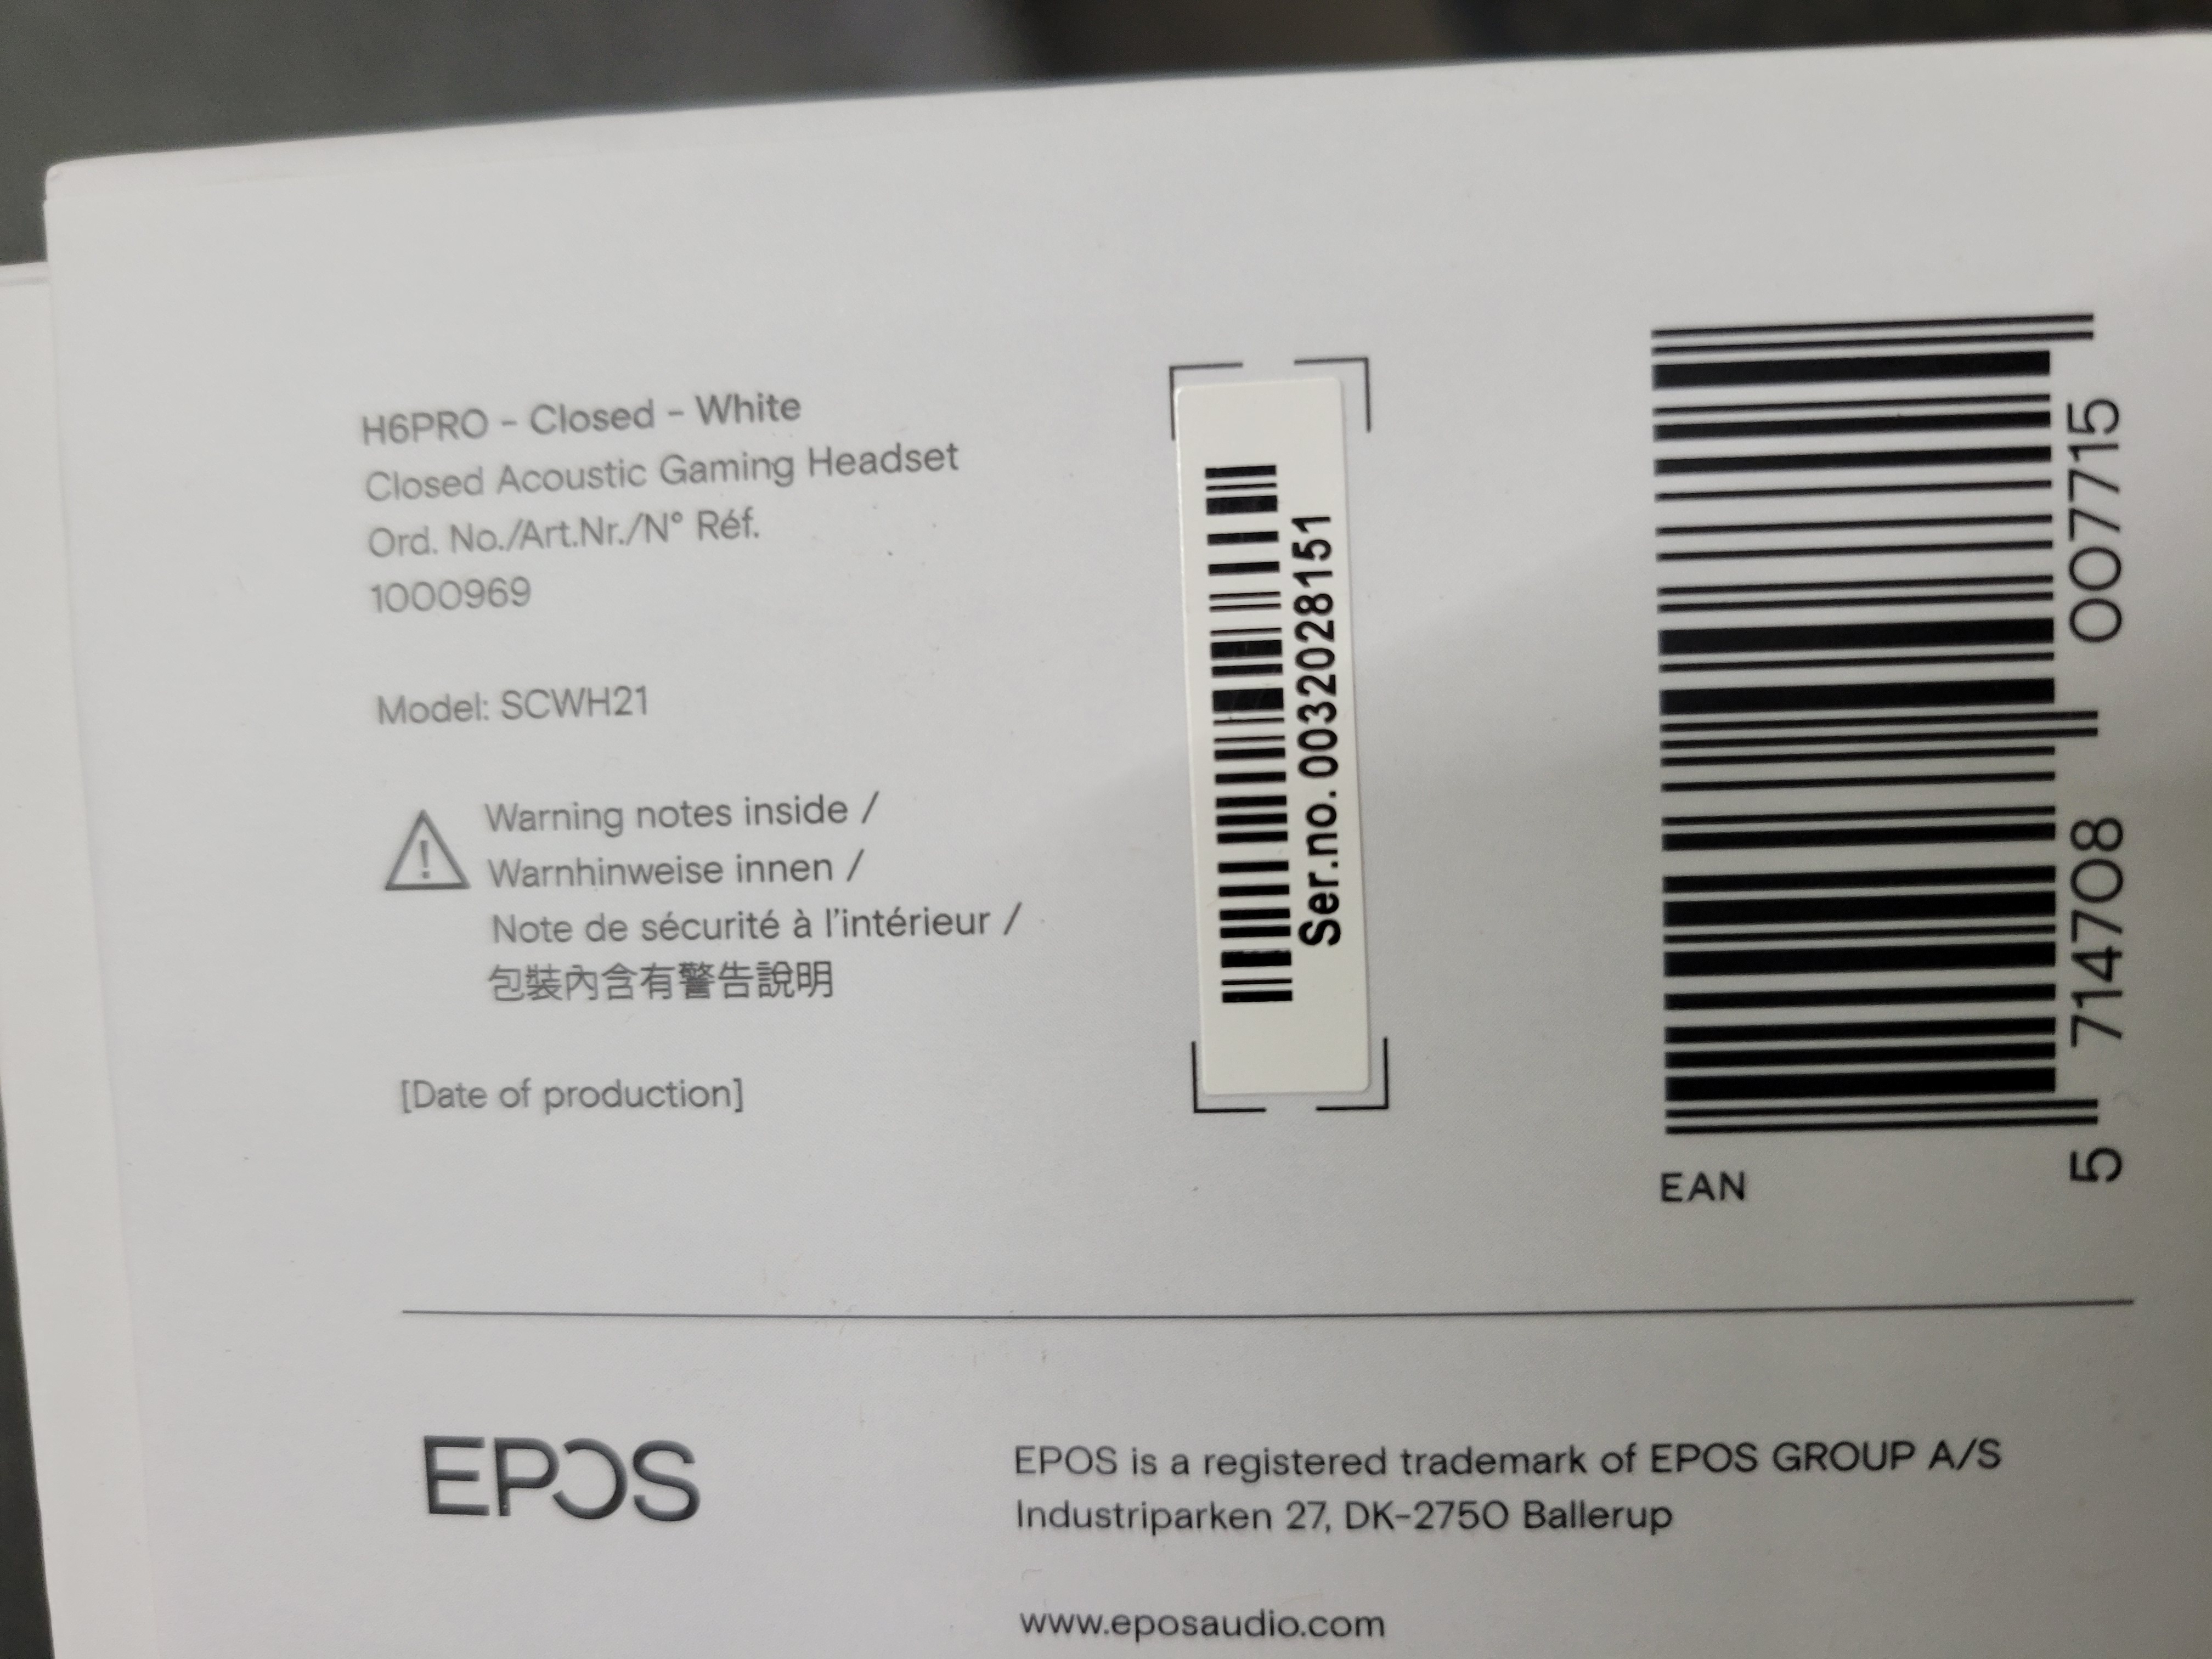 H6PRO - Closed - White
Closed Acoustic Gaming Headset
Ord. No./Art.Nr./N° Réf.
1000969
Model: SCWH21
Warning notes inside /
Warnhinweise innen /
Note de sécurité à l'intérieur /
包裝內含有警告說明
[Date of production]
Ser.no. 0032028151
5 714708 007715
EAN
EPOS
EPOS is a registered trademark of EPOS GROUP A/S
Industriparken 27, DK-2750 Ballerup
www.eposaudio.com